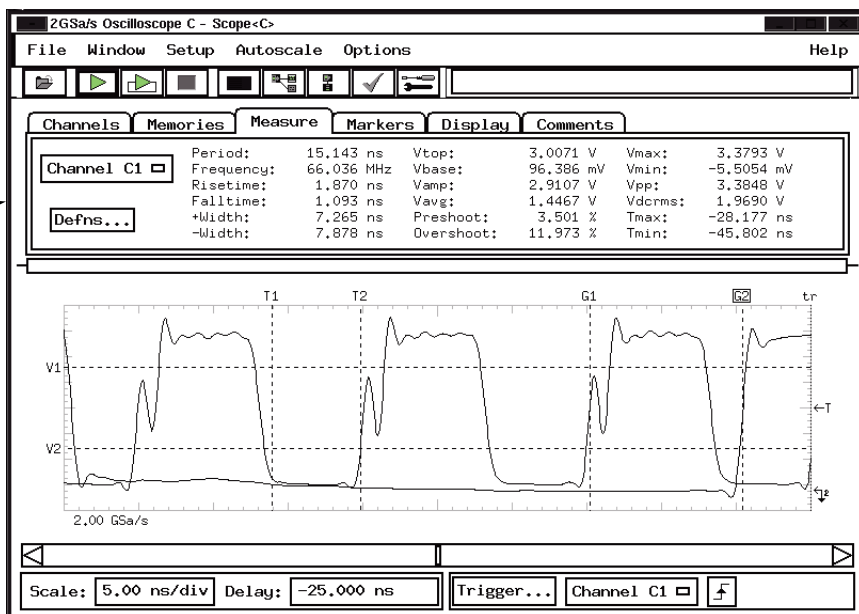 2GSa/s Oscilloscope C - Scope<C>
File Window Setup Autoscale Options Help
Channels Memories Measure Markers Display Comments
Channel C1
Defns...
Period: 15.143 ns Vtop: 3.0071 V Vmax: 3.3793 V
Frequency: 66.036 MHz Vbase: 96.386 mV Vmin: -5.5054 mV
Risetime: 1.870 ns Vamp: 2.9107 V Vpp: 3.3848 V
Falltime: 1.093 ns Vavg: 1.4467 V Vdcrms: 1.9690 V
+Width: 7.265 ns Preshoot: 3.501 % Tmax: -28.177 ns
-Width: 7.878 ns Overshoot: 11.973 % Tmin: -45.802 ns
T1 T2 G1 G2 tr
V1
←T
V2
2
2.00 GSa/s
Scale: 5.00 ns/div Delay: -25.000 ns Trigger... Channel C1